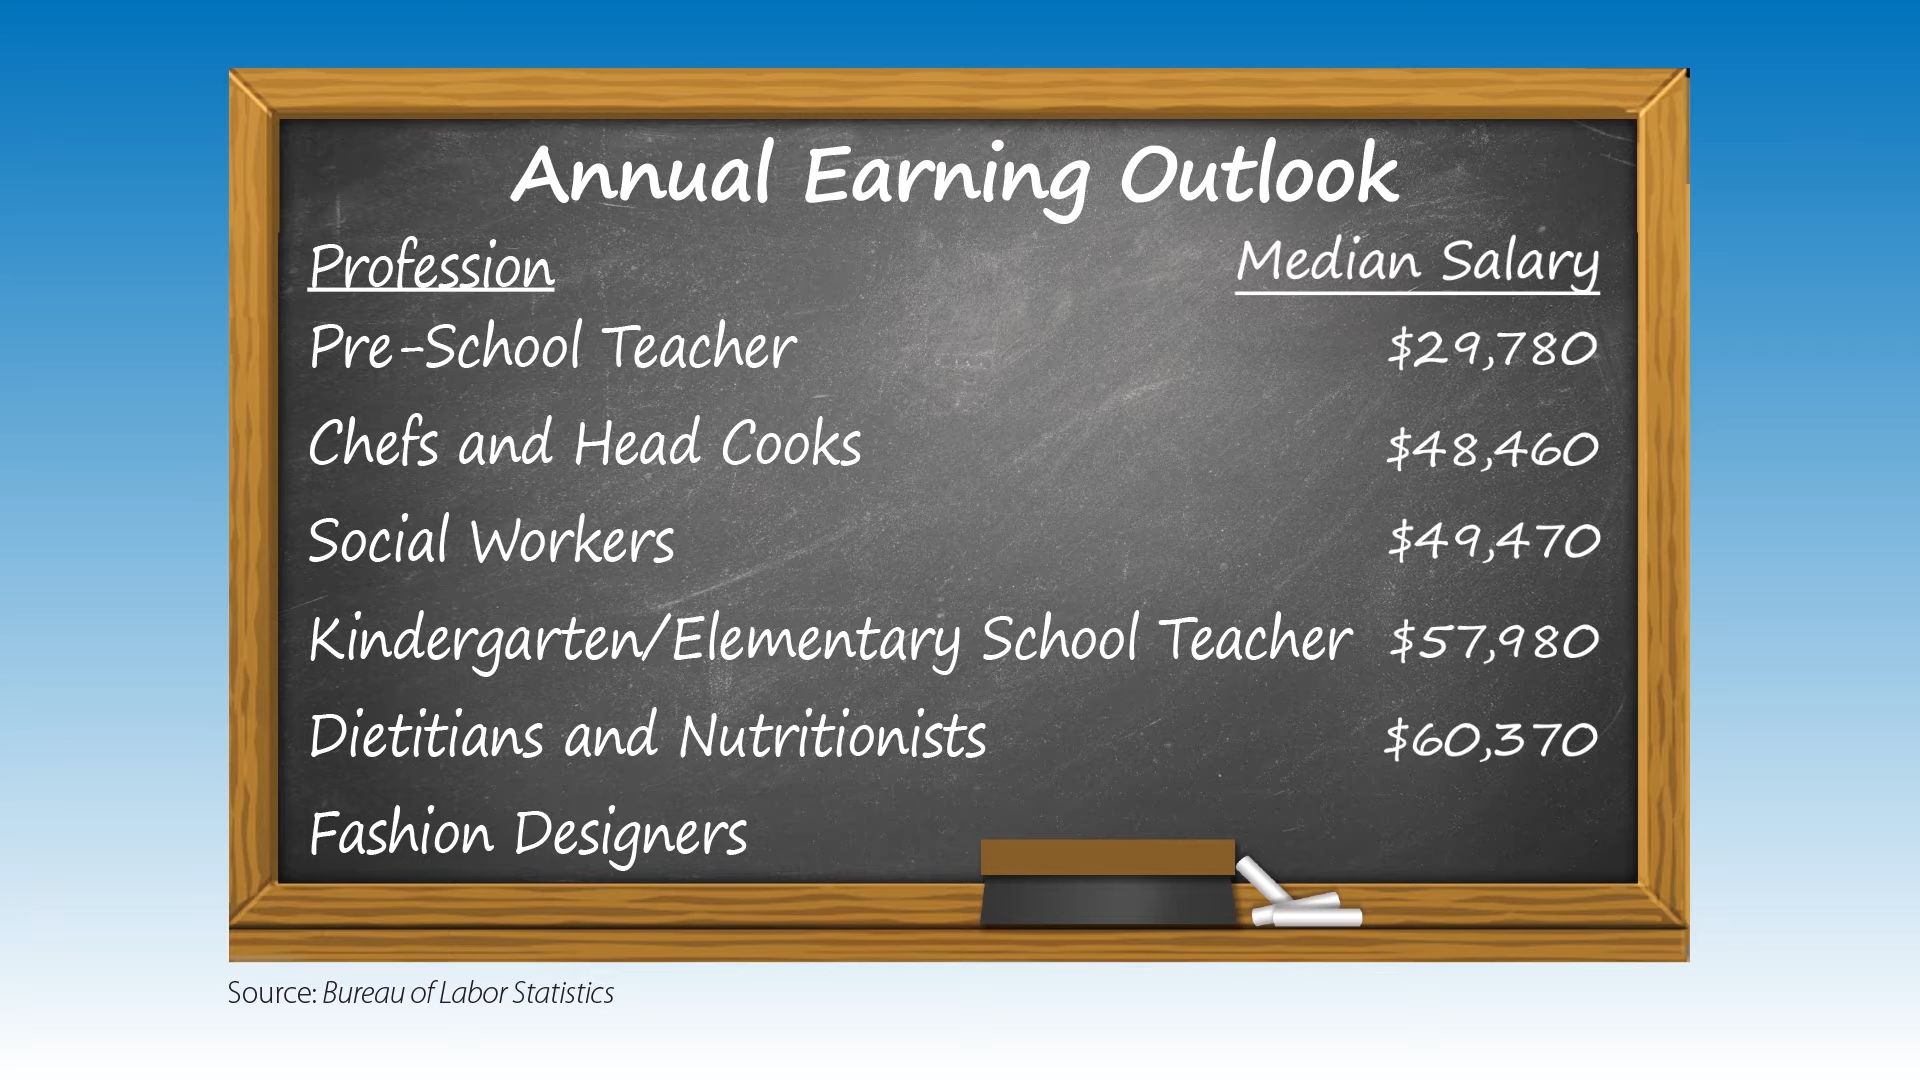 Annual Earning Outlook
Profession Median Salary
Pre-School Teacher $29,780
Chefs and Head Cooks $48,460
Social Workers $49,470
Kindergarten/Elementary School Teacher $57,980
Dietitians and Nutritionists $60,370
Fashion Designers
Source: Bureau of Labor Statistics